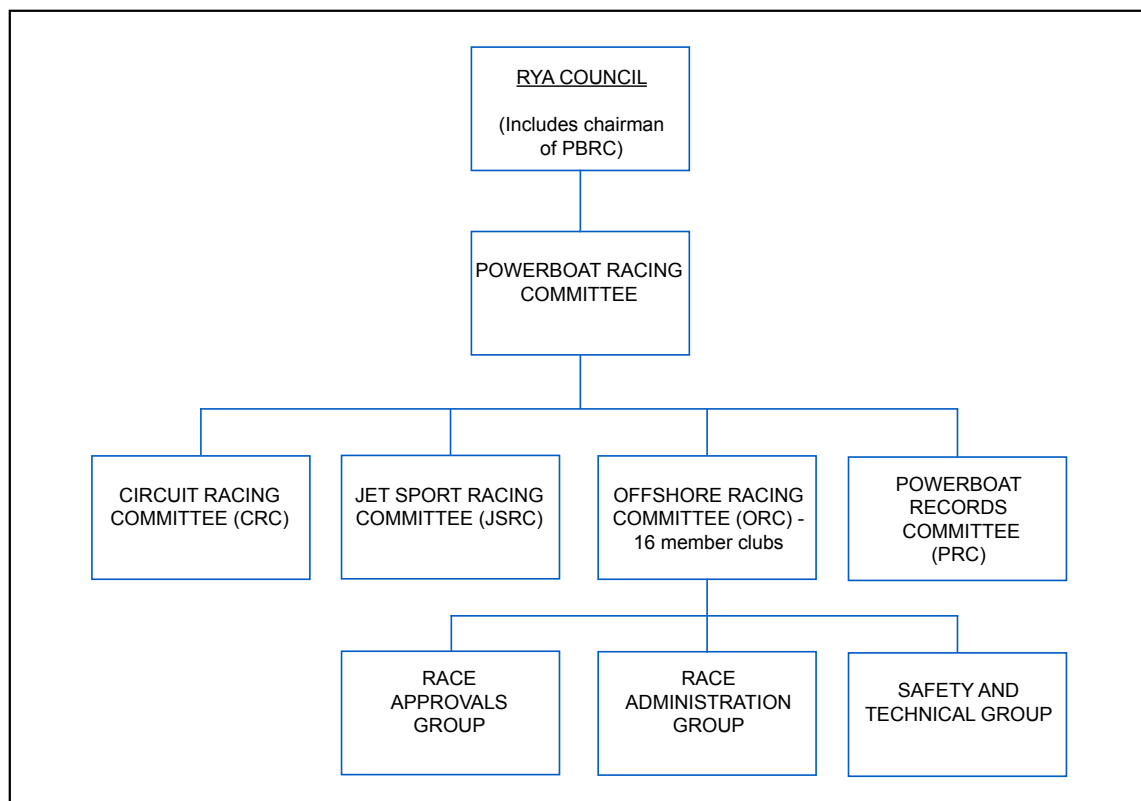 RYA COUNCIL
(Includes chairman
of PBRC)
POWERBOAT RACING
COMMITTEE
CIRCUIT RACING
COMMITTEE (CRC)
JET SPORT RACING
COMMITTEE (JSRC)
OFFSHORE RACING
COMMITTEE (ORC) -
16 member clubs
POWERBOAT
RECORDS
COMMITTEE
(PRC)
RACE
APPROVALS
GROUP
RACE
ADMINISTRATION
GROUP
SAFETY AND
TECHNICAL GROUP